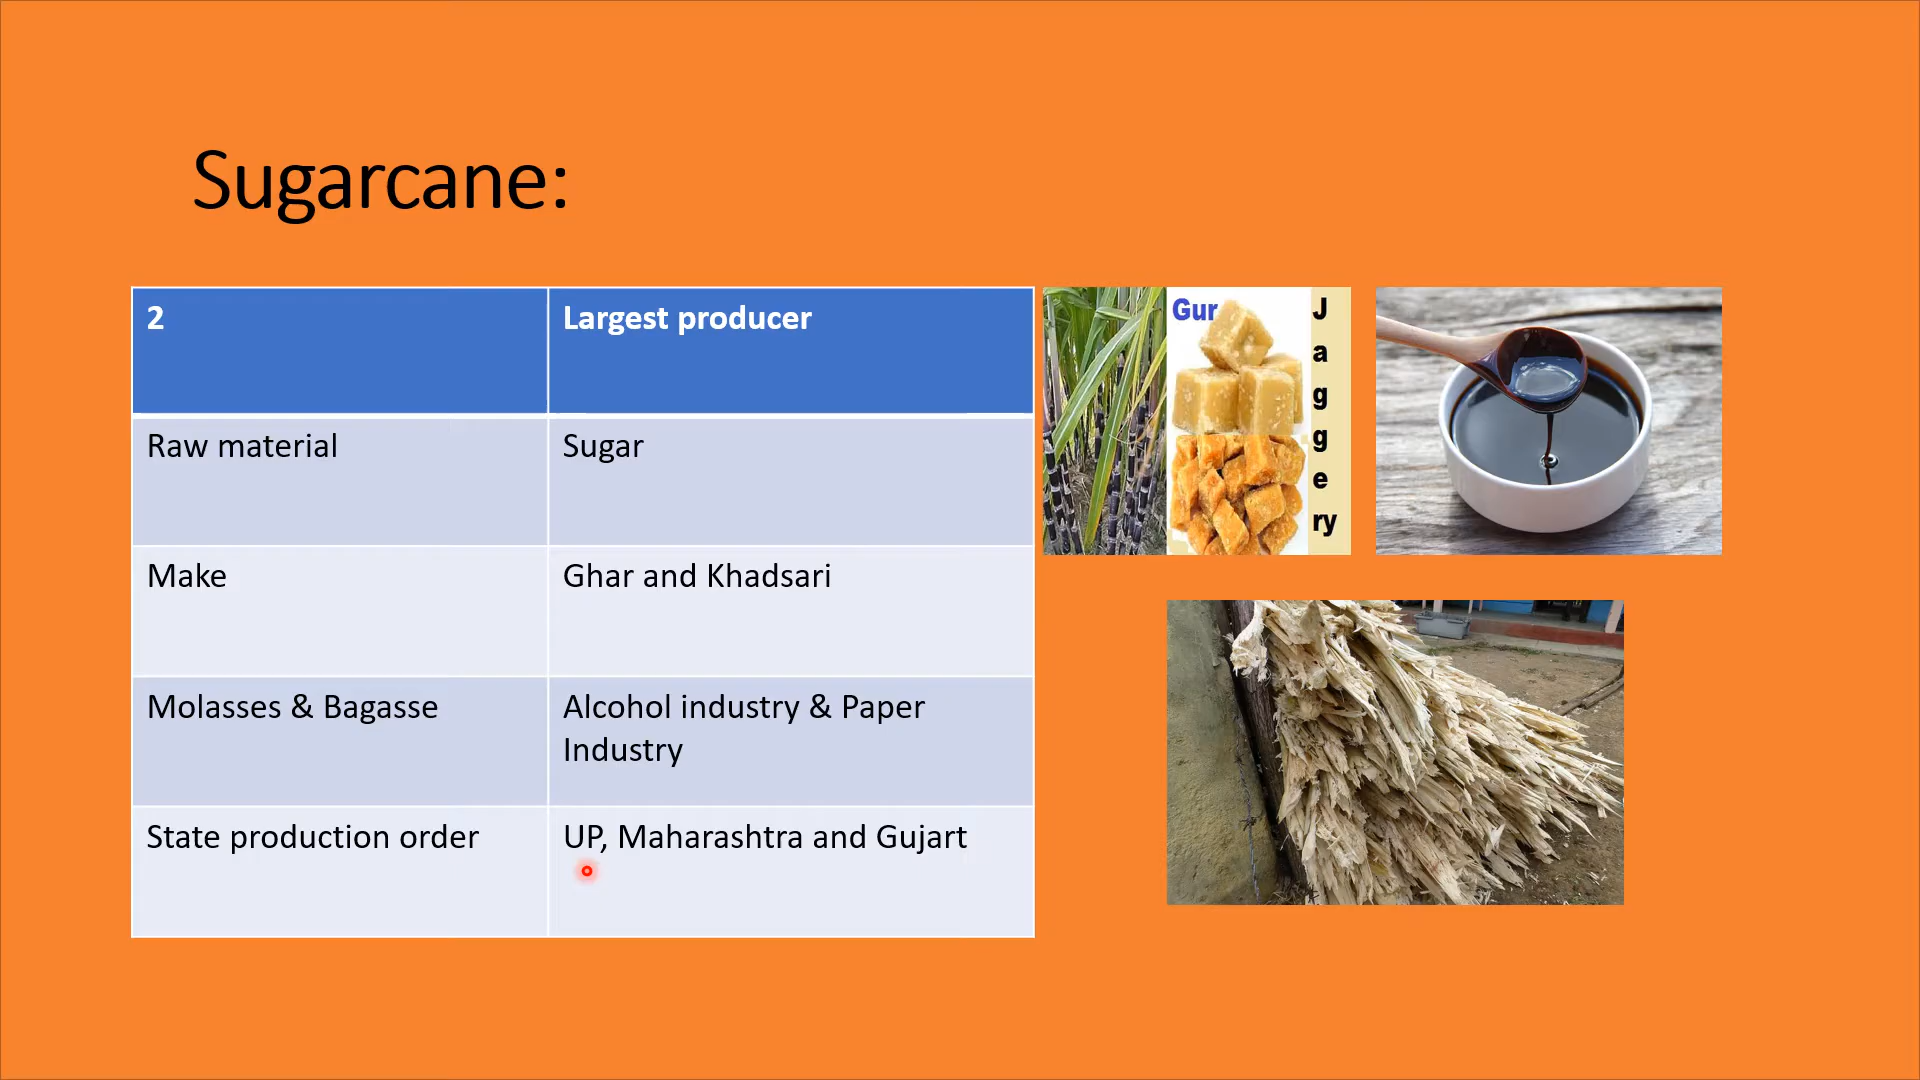 Sugarcane:
2
Largest producer
Raw material
Sugar
Make
Ghar and Khadsari
Molasses & Bagasse
Alcohol industry & Paper
Industry
State production order
UP, Maharashtra and Gujart
Gur
J
a
g
g
e
ry